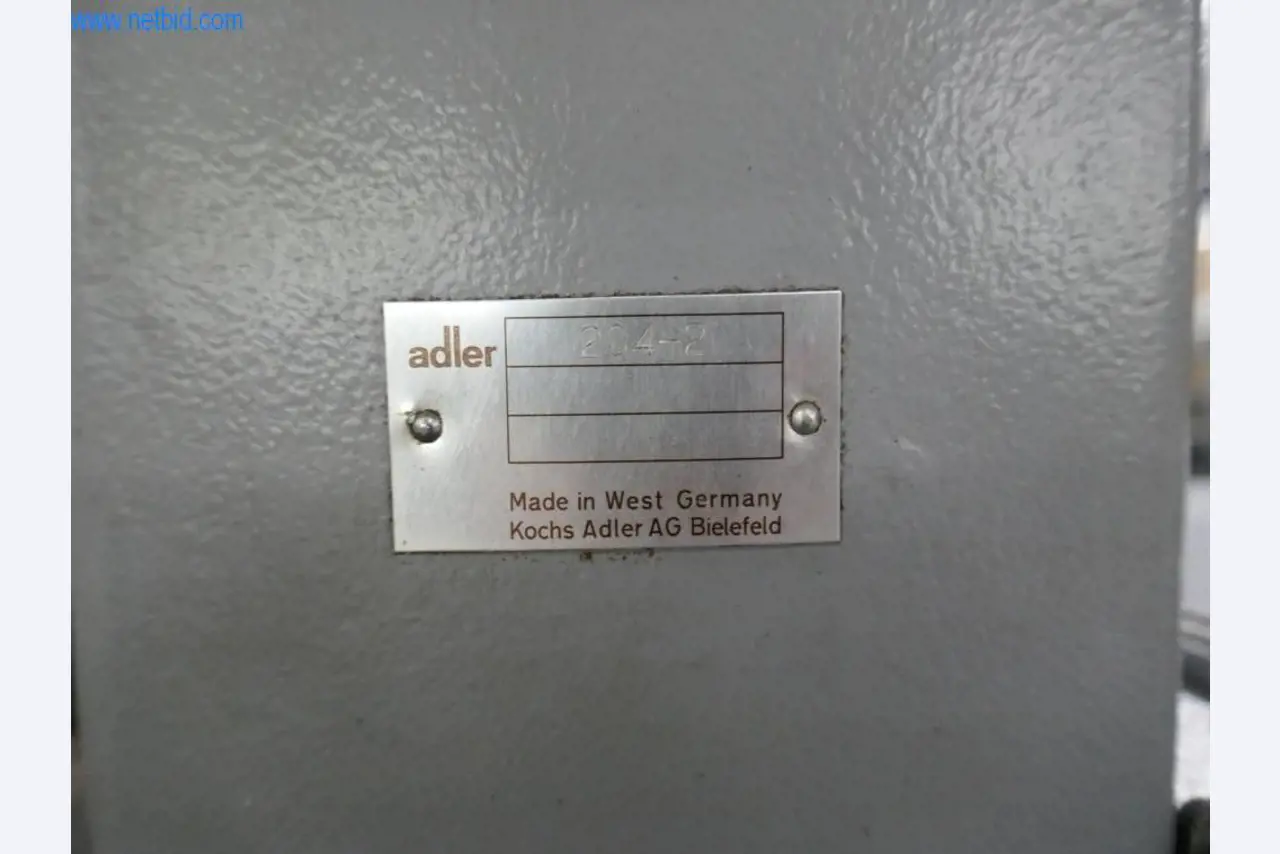 www.netbid.com
adler
204-2
Made in West Germany
Kochs Adler AG Bielefeld